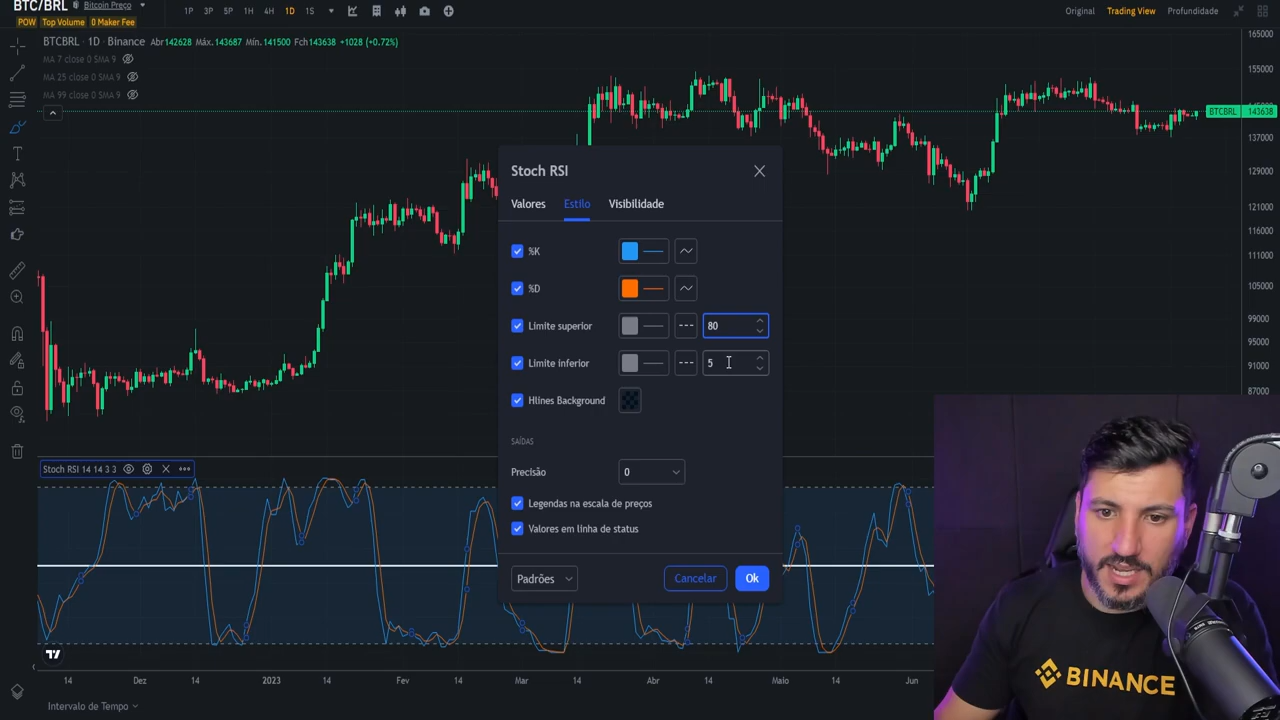 BTC/BRL Bitcoin Preço
1P 3P 5P 1H 4H 1D 1S
Original Trading View Profundidade
POW Top Volume 0 Maker Fee
BTCBRL · 1D · Binance Abr142628 Máx.143687 Mín.141500 Fch143638 +1028 (+0.72%)
MA 7 close 0 SMA 9
MA 25 close 0 SMA 9
MA 99 close 0 SMA 9
165000
155000
BTCBRL 143638
137000
129000
121000
116000
111000
105000
99000
95000
91000
87000
Stoch RSI
Valores Estilo Visibilidade
%K
%D
Limite superior 80
Limite inferior 5
Hlines Background
SAÍDAS
Precisão 0
Legendas na escala de preços
Valores em linha de status
Padrões Cancelar Ok
Stoch RSI 14 14 3 3
14 Dez 14 2023 14 Fev 14 Mar 14 Abr 14 Maio 14 Jun
Intervalo de Tempo
BINANCE